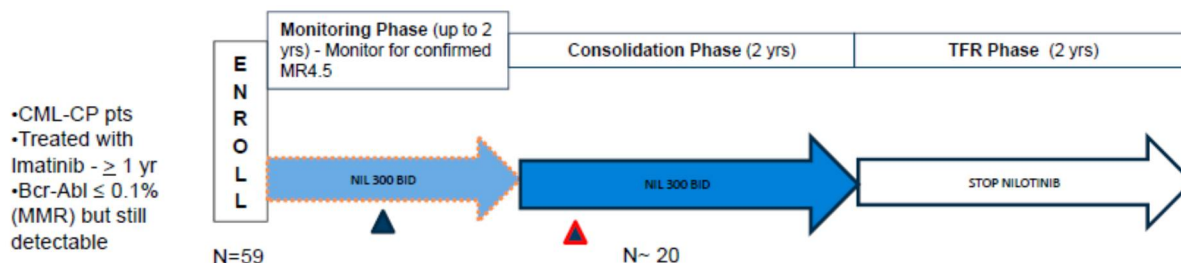 Monitoring Phase (up to 2
yrs) - Monitor for confirmed
MR4.5
Consolidation Phase (2 yrs)
TFR Phase (2 yrs)
E
N
R
O
L
L
•CML-CP pts
•Treated with
Imatinib - ≥ 1 yr
•Bcr-Abl ≤ 0.1%
(MMR) but still
detectable
NIL 300 BID
NIL 300 BID
STOP NILOTINIB
N=59
N~ 20